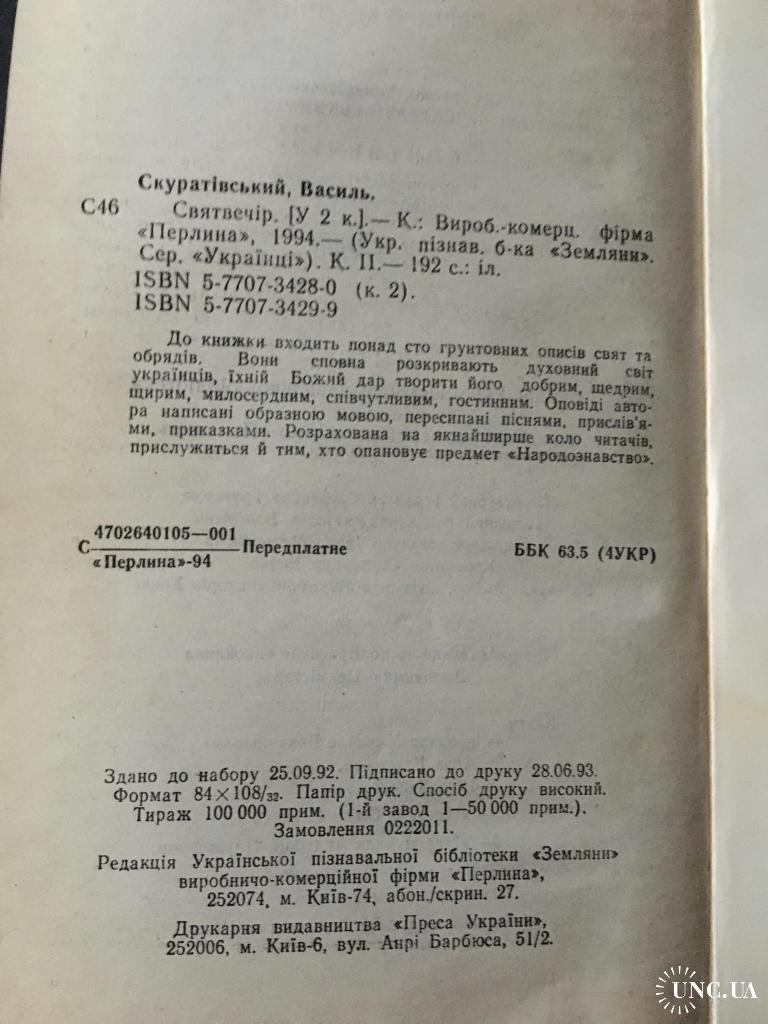 Скуратівський, Василь.
С46 Святвечір. [У 2 к.].— К.: Вироб.-комерц. фірма
«Перлина», 1994.— (Укр. пізнав. б-ка «Земляни».
Сер. «Українці»). К. II.— 192 с.: іл.
ISBN 5-7707-3428-0 (к. 2).
ISBN 5-7707-3429-9
До книжки входить понад сто грунтовних описів свят та
обрядів. Вони сповна розкривають духовний світ
українців, їхній Божий дар творити його добрим, щедрим,
щирим, милосердним, співчутливим, гостинним. Оповіді авто-
ра написані образною мовою, пересипані піснями, прислів'я-
ми, приказками. Розрахована на якнайширше коло читачів,
прислужиться й тим, хто опановує предмет «Народознавство».
4702640105—001
С Передплатне ББК 63.5 (4УКР)
«Перлина»-94
Здано до набору 25.09.92. Підписано до друку 28.06.93.
Формат 84×108/32. Папір друк. Спосіб друку високий.
Тираж 100 000 прим. (1-й завод 1—50 000 прим.).
Замовлення 0222011.
Редакція Української пізнавальної бібліотеки «Земляни»
виробничо-комерційної фірми «Перлина»,
252074, м. Київ-74, абон./скрин. 27.
Друкарня видавництва «Преса України»,
252006, м. Київ-6, вул. Анрі Барбюса, 51/2.
UNC.UA